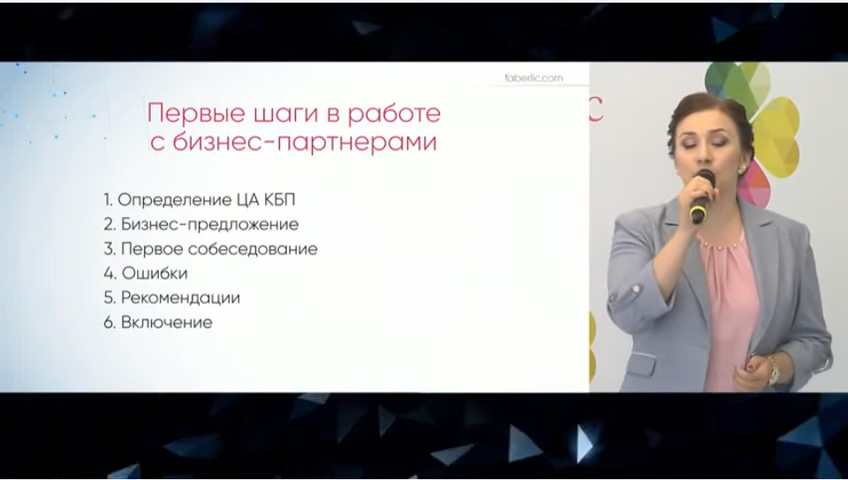 faberlic.com
Первые шаги в работе
с бизнес-партнерами
1. Определение ЦА КБП
2. Бизнес-предложение
3. Первое собеседование
4. Ошибки
5. Рекомендации
6. Включение